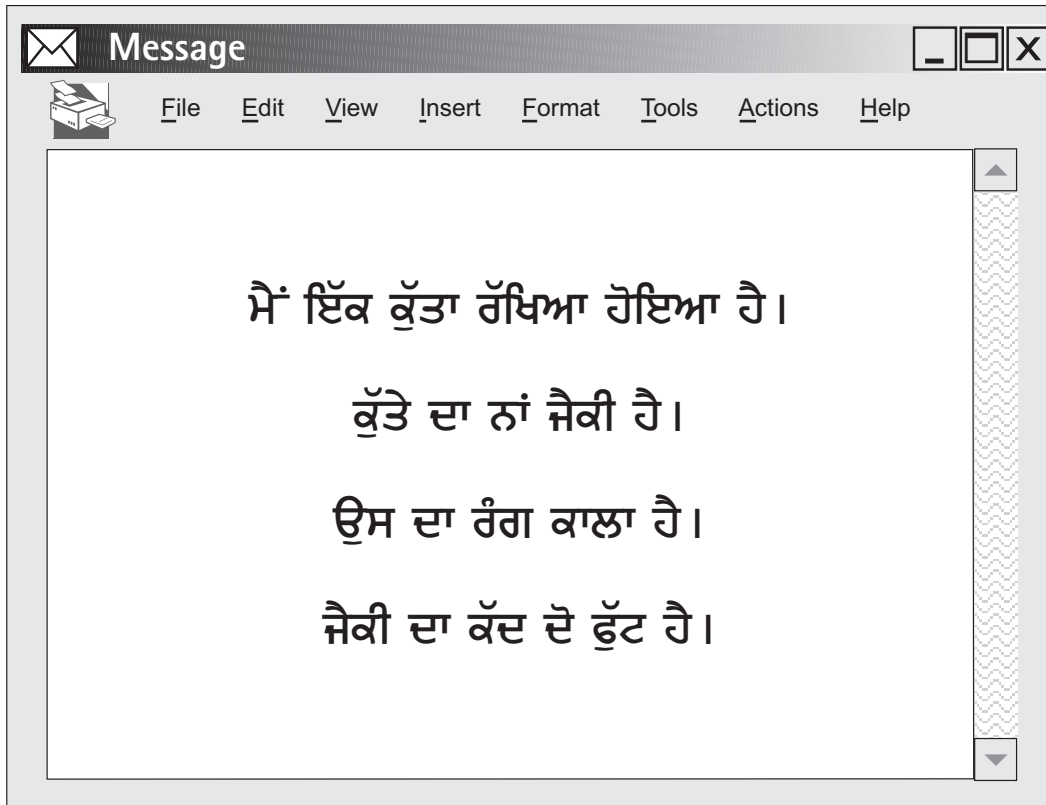 Message
File Edit View Insert Format Tools Actions Help
ਮੈਂ ਇੱਕ ਕੁੱਤਾ ਰੱਖਿਆ ਹੋਇਆ ਹੈ।
ਕੁੱਤੇ ਦਾ ਨਾਂ ਜੈਕੀ ਹੈ।
ਉਸ ਦਾ ਰੰਗ ਕਾਲਾ ਹੈ।
ਜੈਕੀ ਦਾ ਕੱਦ ਦੋ ਫੁੱਟ ਹੈ।